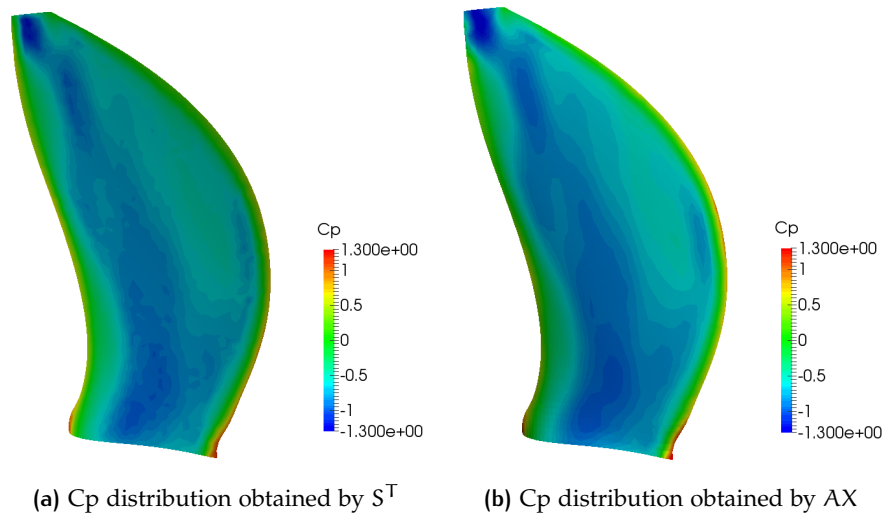 Cp
1.300e+00
1
0.5
0
-0.5
-1
-1.300e+00
Cp
1.300e+00
1
0.5
0
-0.5
-1
-1.300e+00
(a) Cp distribution obtained by Sᵀ
(b) Cp distribution obtained by AX